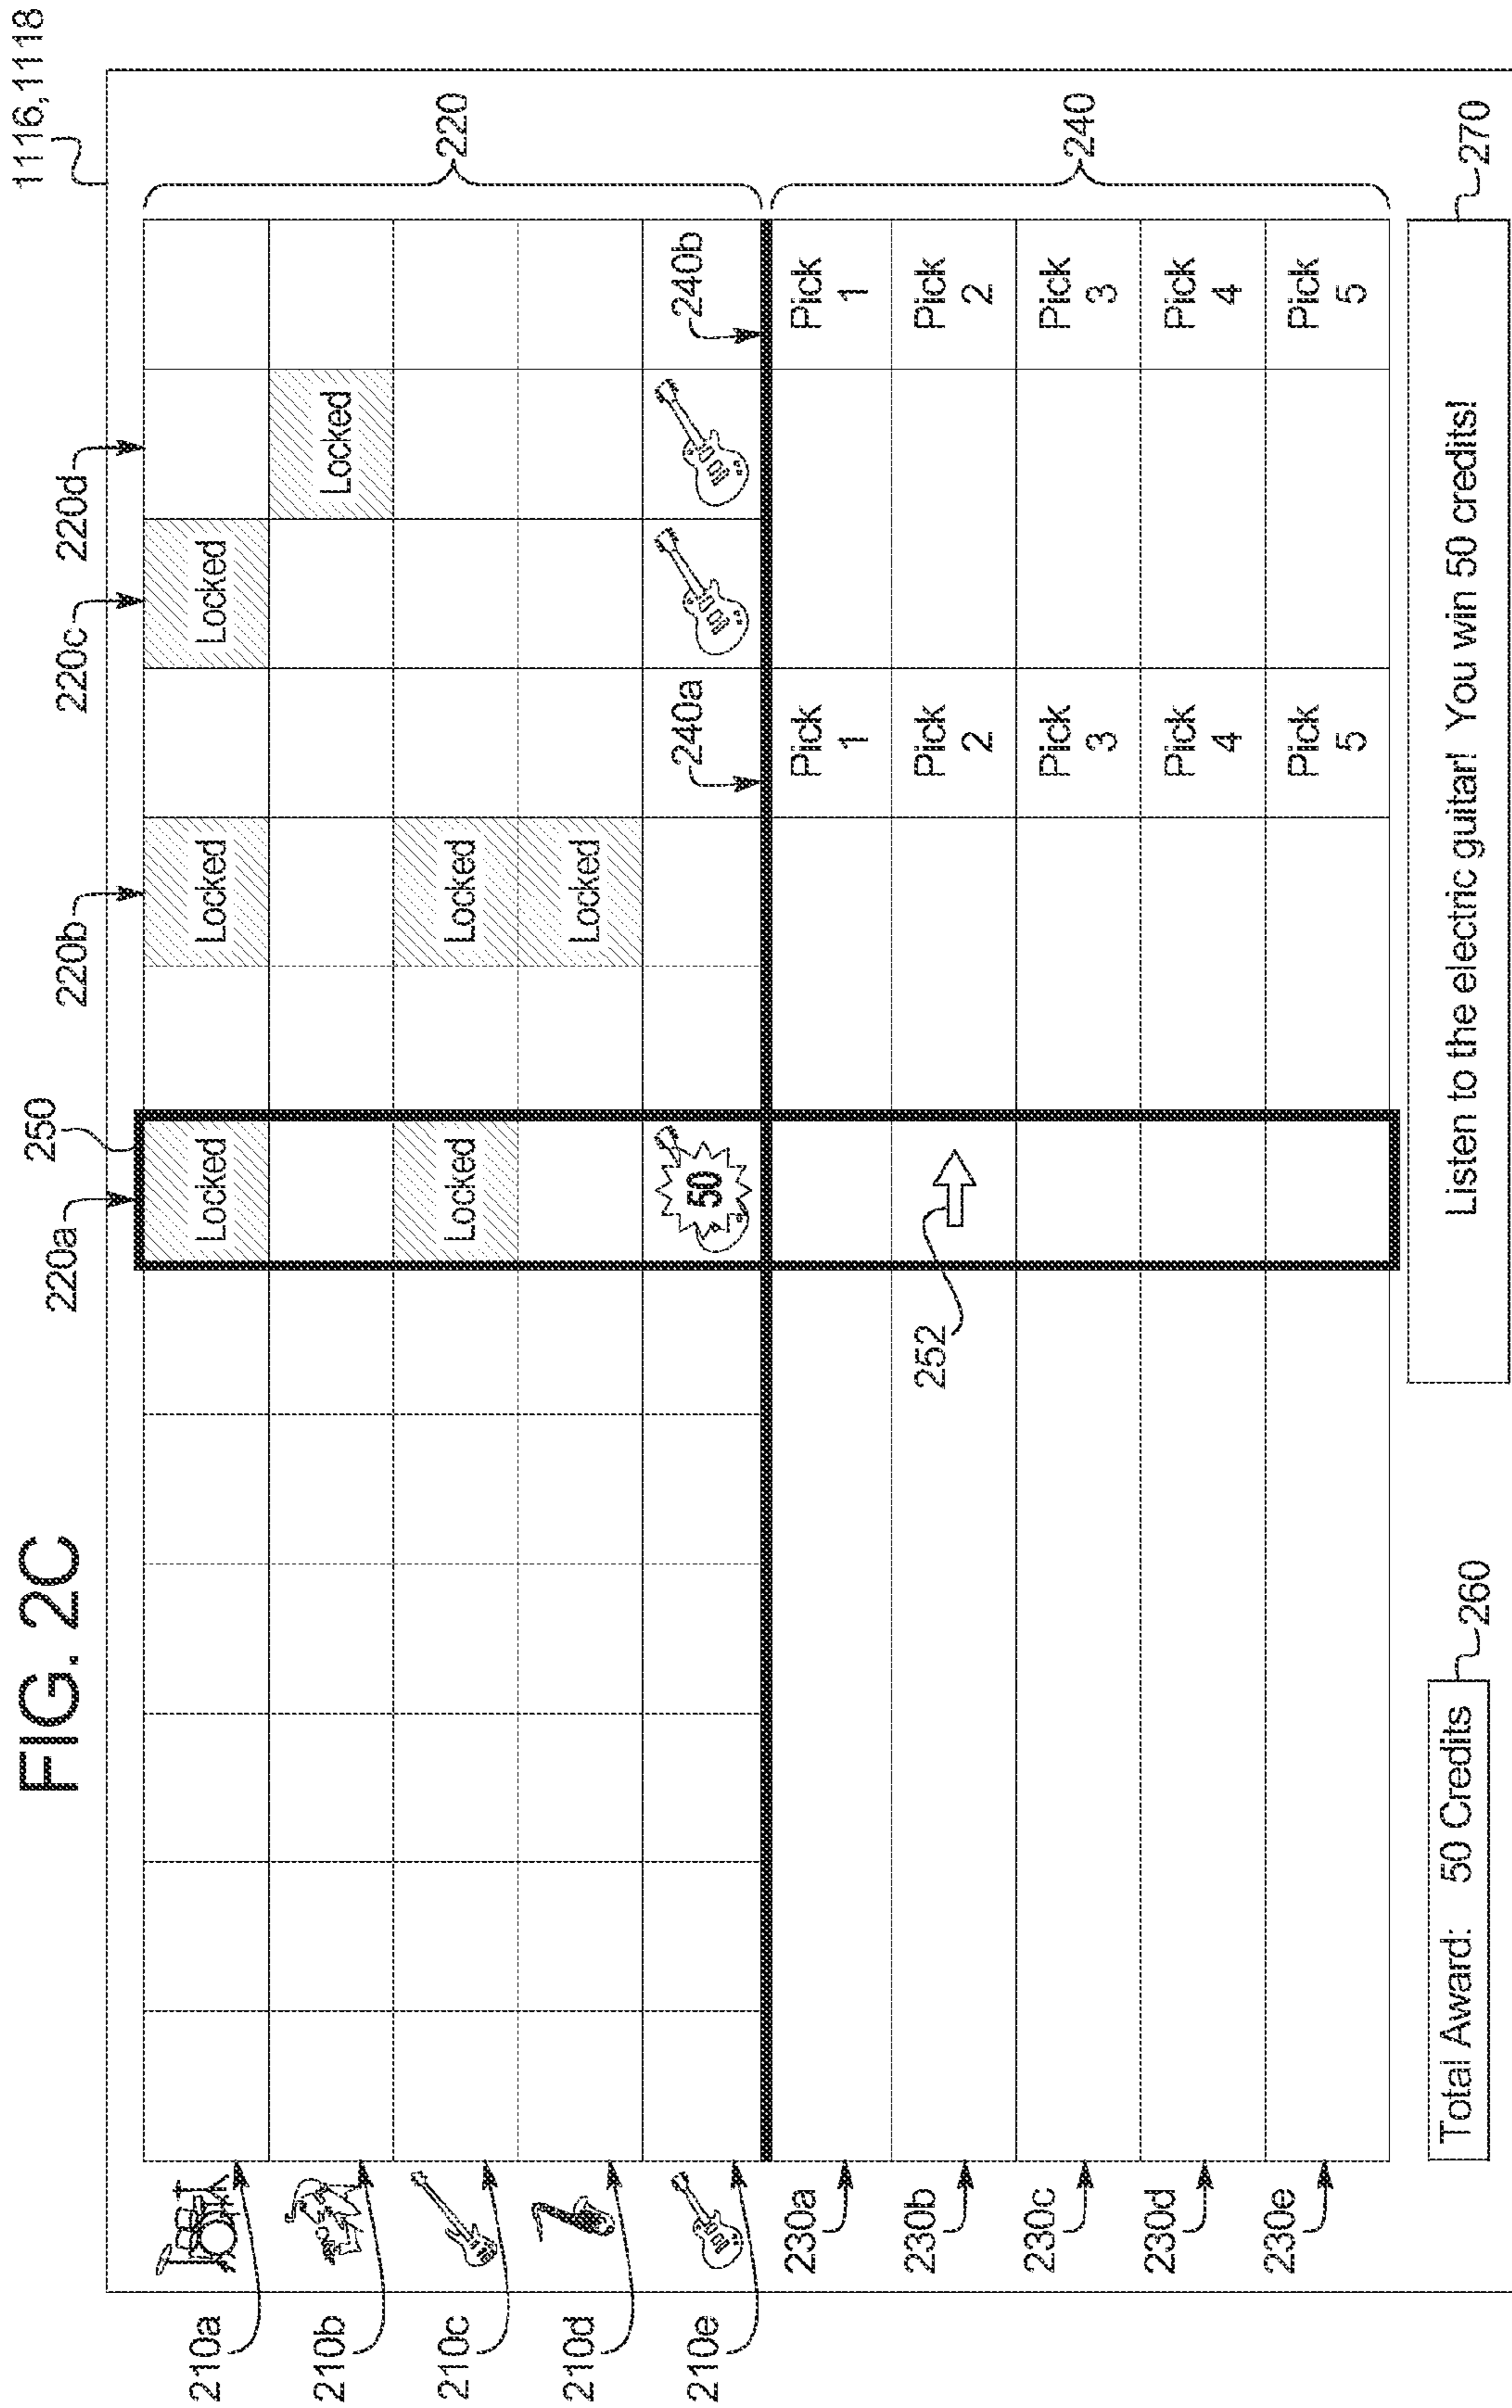 FIG. 2C
1116,1118
250
220a
220b
220c
220d
210a
Locked
Locked
Locked
210b
Locked
220
210c
Locked
Locked
210d
Locked
210e
50
240a
240b
230a
Pick
1
Pick
1
230b
252
Pick
2
Pick
2
230c
Pick
3
Pick
3
240
230d
Pick
4
Pick
4
230e
Pick
5
Pick
5
Total Award: 50 Credits
260
Listen to the electric guitar! You win 50 credits!
270